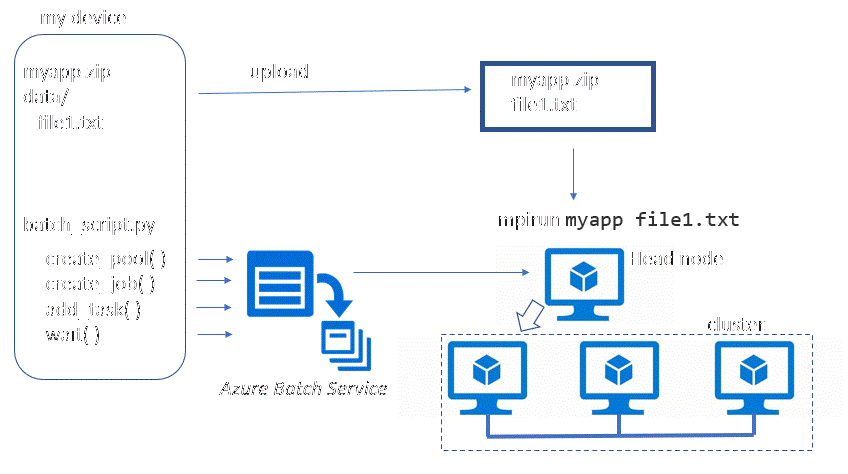 my device
myapp.zip
data/
file1.txt
upload
myapp.zip
file1.txt
batch_script.py
create_pool( )
create_job( )
add_task( )
wait( )
Azure Batch Service
mpirun myapp file1.txt
Head node
cluster